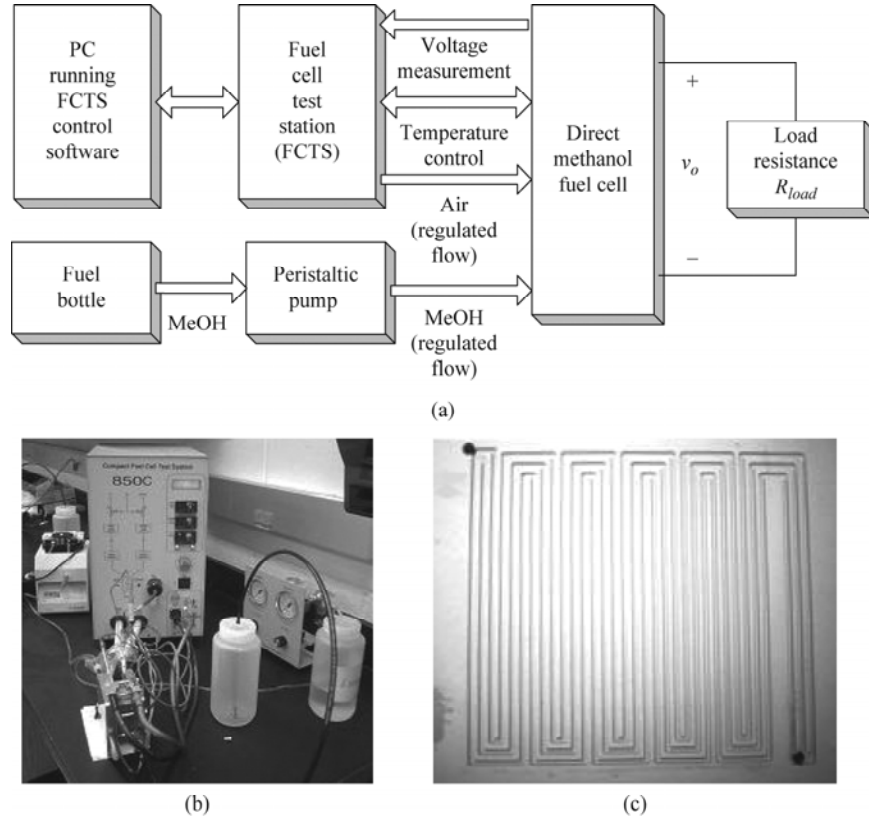 PC
running
FCTS
control
software
Fuel
cell
test
station
(FCTS)
Voltage
measurement
Temperature
control
Air
(regulated
flow)
Direct
methanol
fuel cell
+
v_o
−
Load
resistance
R_load
Fuel
bottle
MeOH
Peristaltic
pump
MeOH
(regulated
flow)
(a)
Compact Fuel Cell Test System
850C
(b)
(c)